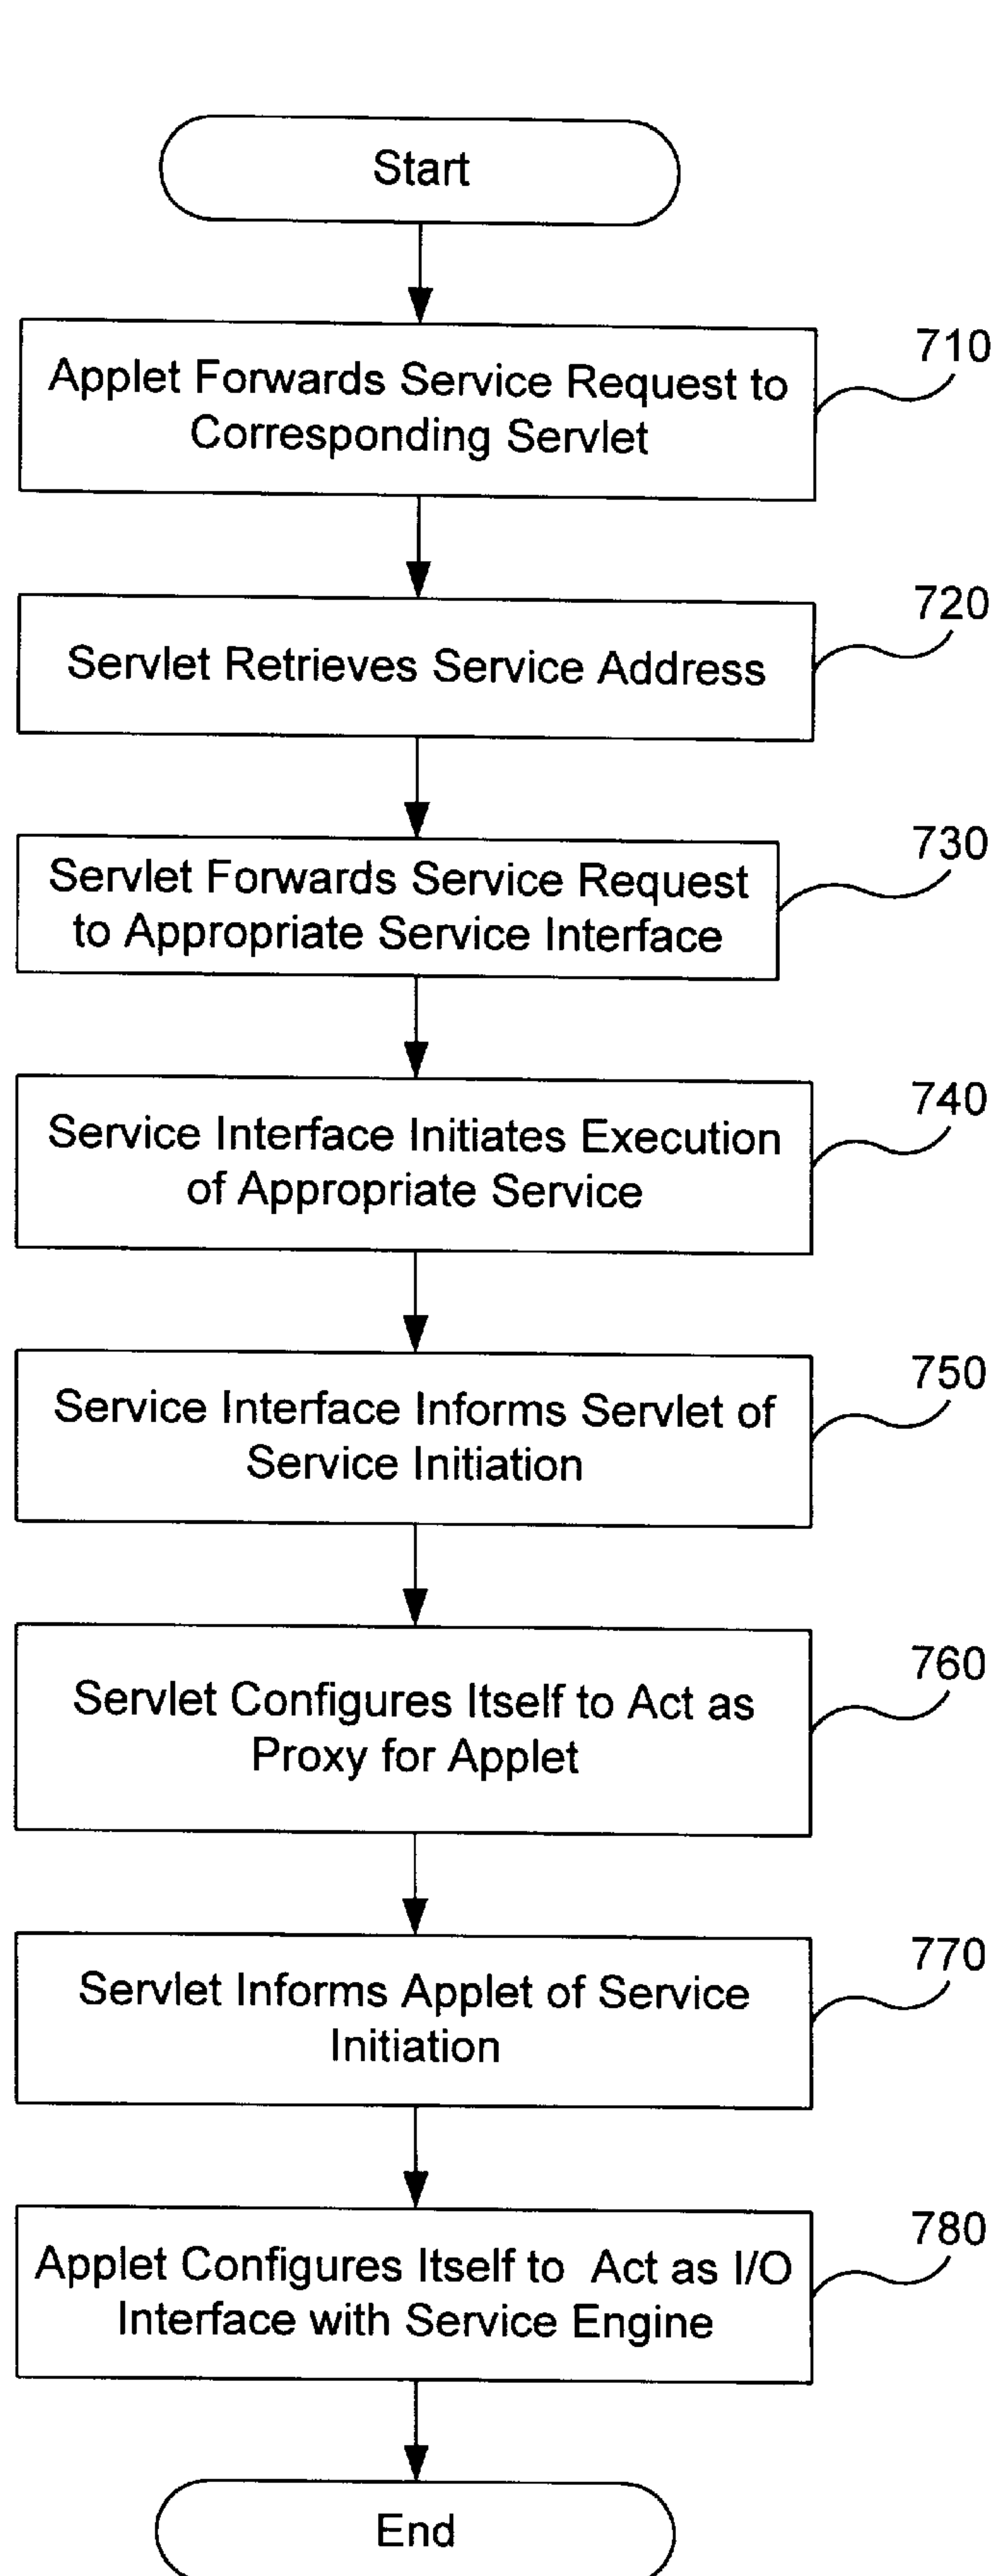 Start
710
Applet Forwards Service Request to
Corresponding Servlet
720
Servlet Retrieves Service Address
730
Servlet Forwards Service Request
to Appropriate Service Interface
740
Service Interface Initiates Execution
of Appropriate Service
750
Service Interface Informs Servlet of
Service Initiation
760
Servlet Configures Itself to Act as
Proxy for Applet
770
Servlet Informs Applet of Service
Initiation
780
Applet Configures Itself to Act as I/O
Interface with Service Engine
End